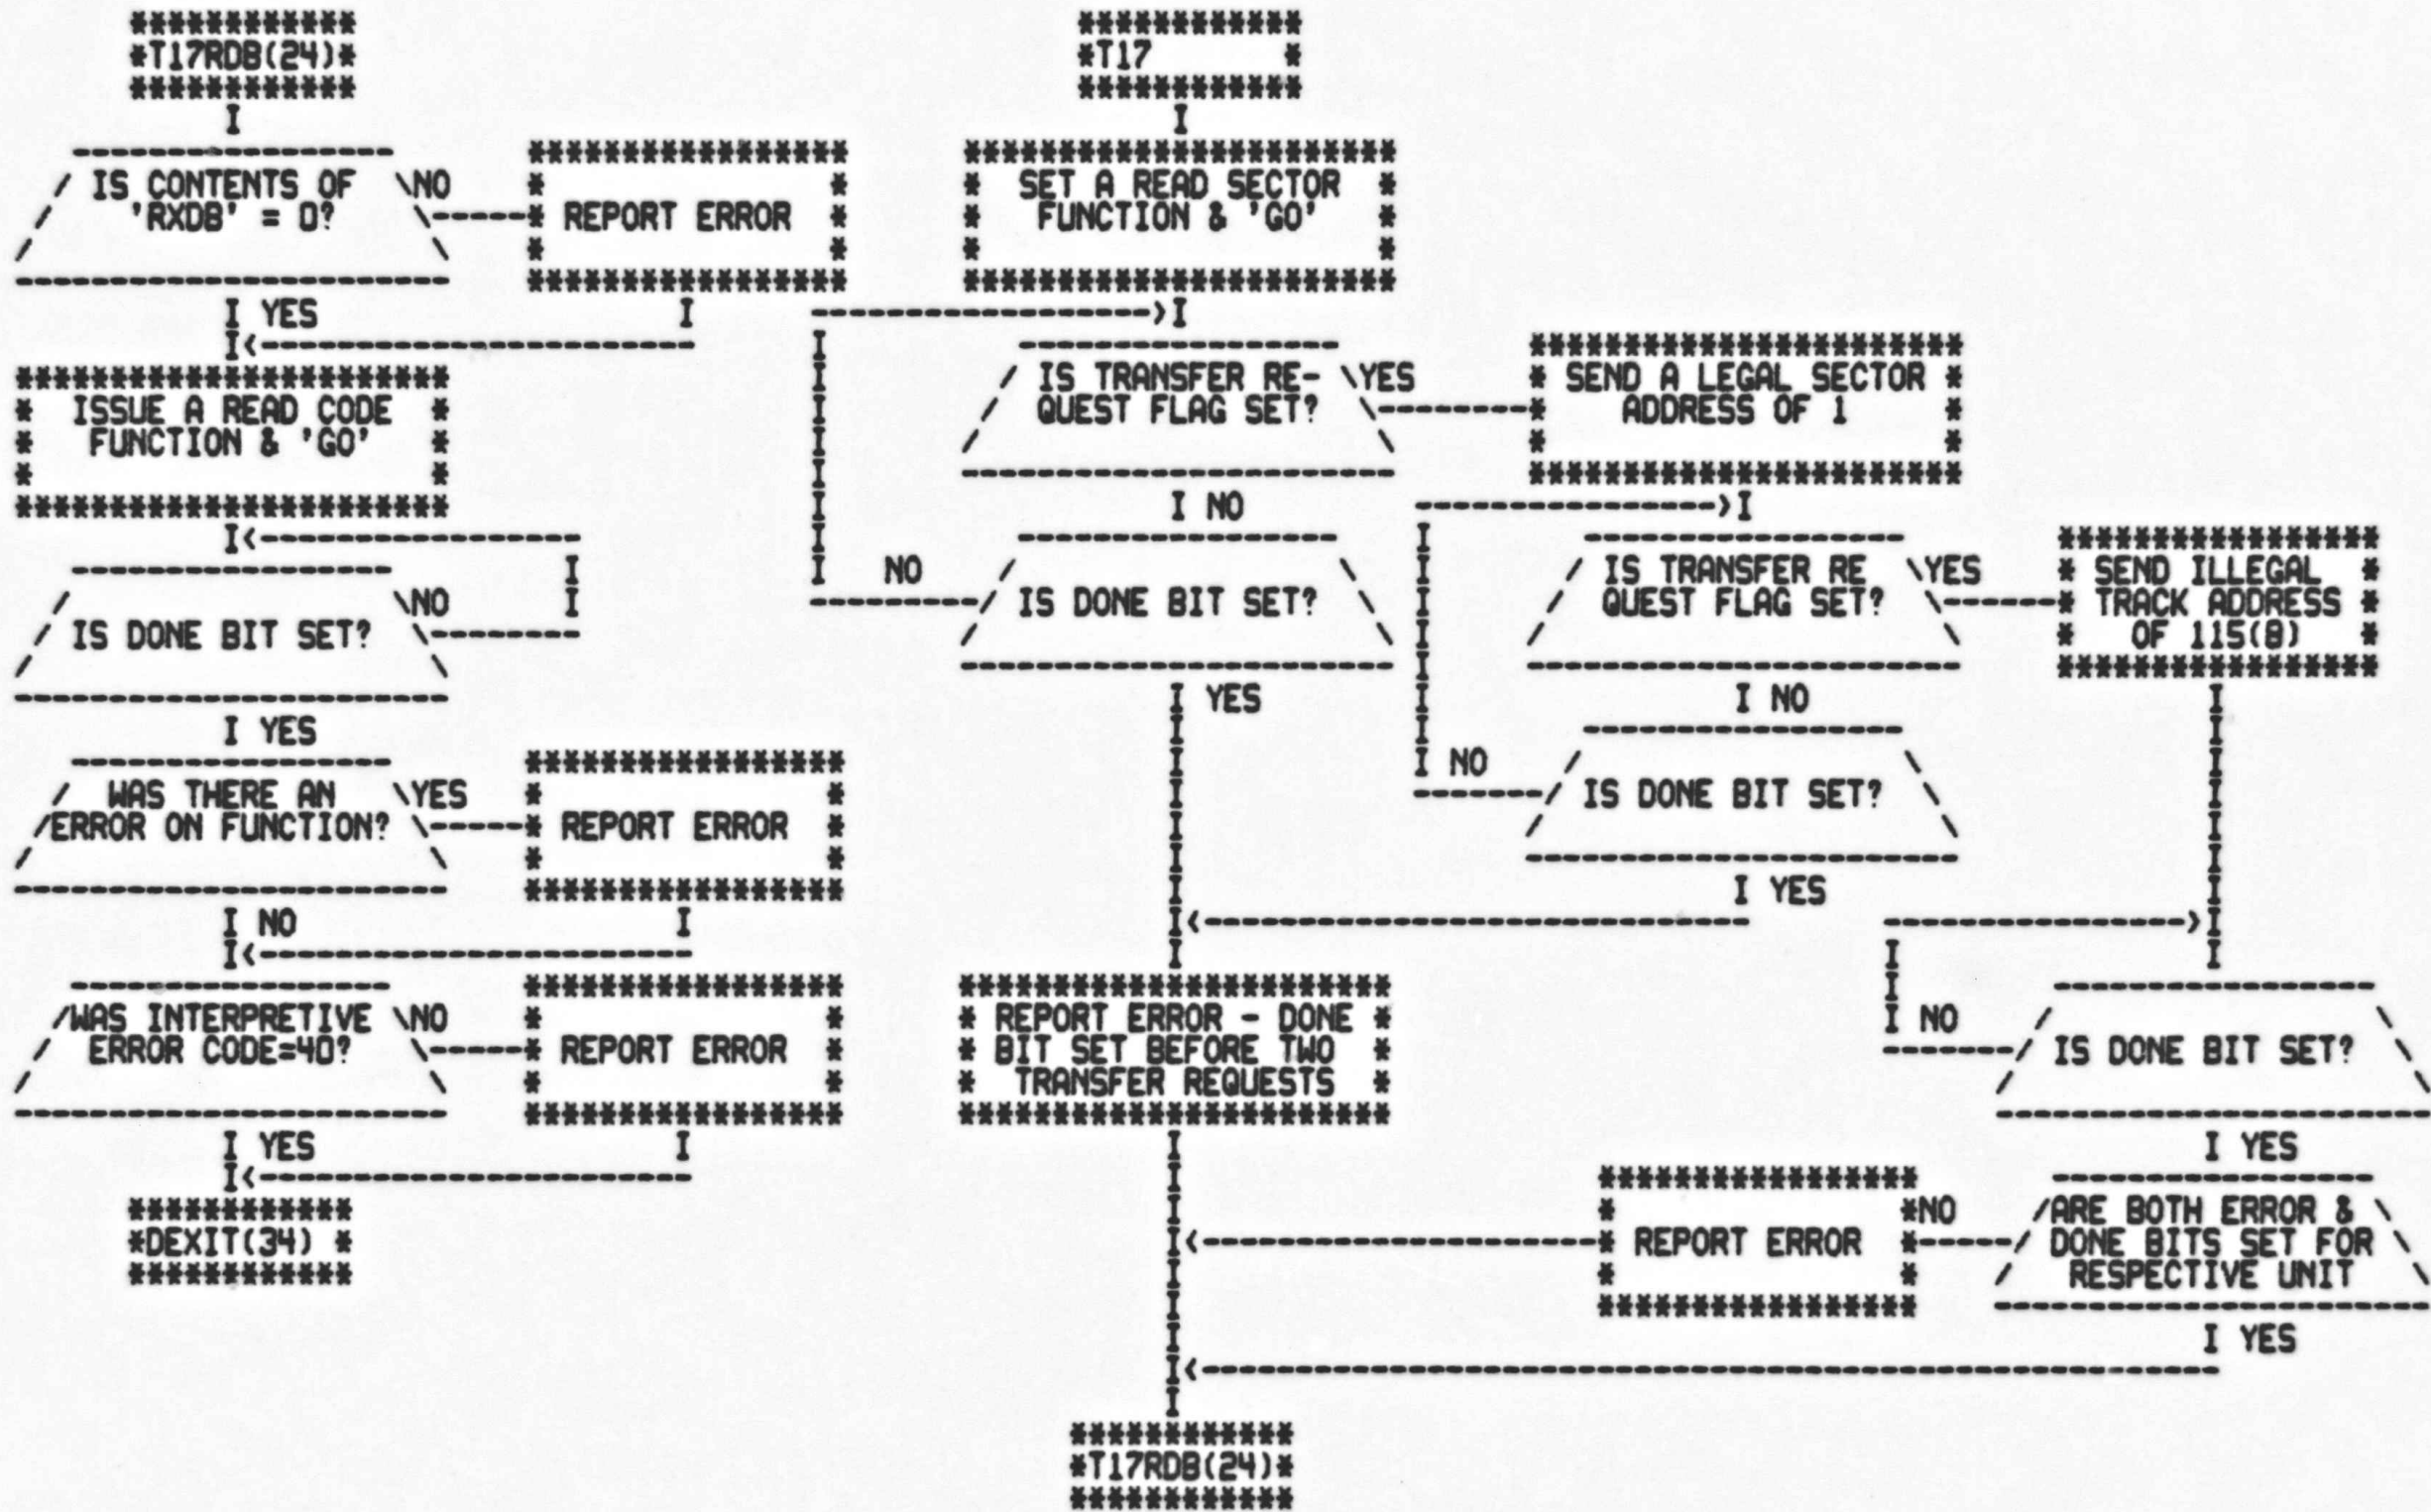 *T17RDB(24)*
IS CONTENTS OF
'RXDB' = 0?
NO
REPORT ERROR
YES
ISSUE A READ CODE
FUNCTION & 'GO'
IS DONE BIT SET?
NO
YES
WAS THERE AN
ERROR ON FUNCTION?
YES
REPORT ERROR
NO
WAS INTERPRETIVE
ERROR CODE=40?
NO
REPORT ERROR
YES
*DEXIT(34) *
*T17 *
SET A READ SECTOR
FUNCTION & 'GO'
IS TRANSFER RE-
QUEST FLAG SET?
YES
SEND A LEGAL SECTOR
ADDRESS OF 1
NO
IS DONE BIT SET?
NO
YES
IS TRANSFER RE
QUEST FLAG SET?
YES
SEND ILLEGAL
TRACK ADDRESS
OF 115(8)
NO
IS DONE BIT SET?
NO
YES
REPORT ERROR - DONE
BIT SET BEFORE TWO
TRANSFER REQUESTS
IS DONE BIT SET?
NO
YES
ARE BOTH ERROR &
DONE BITS SET FOR
RESPECTIVE UNIT
NO
REPORT ERROR
YES
*T17RDB(24)*